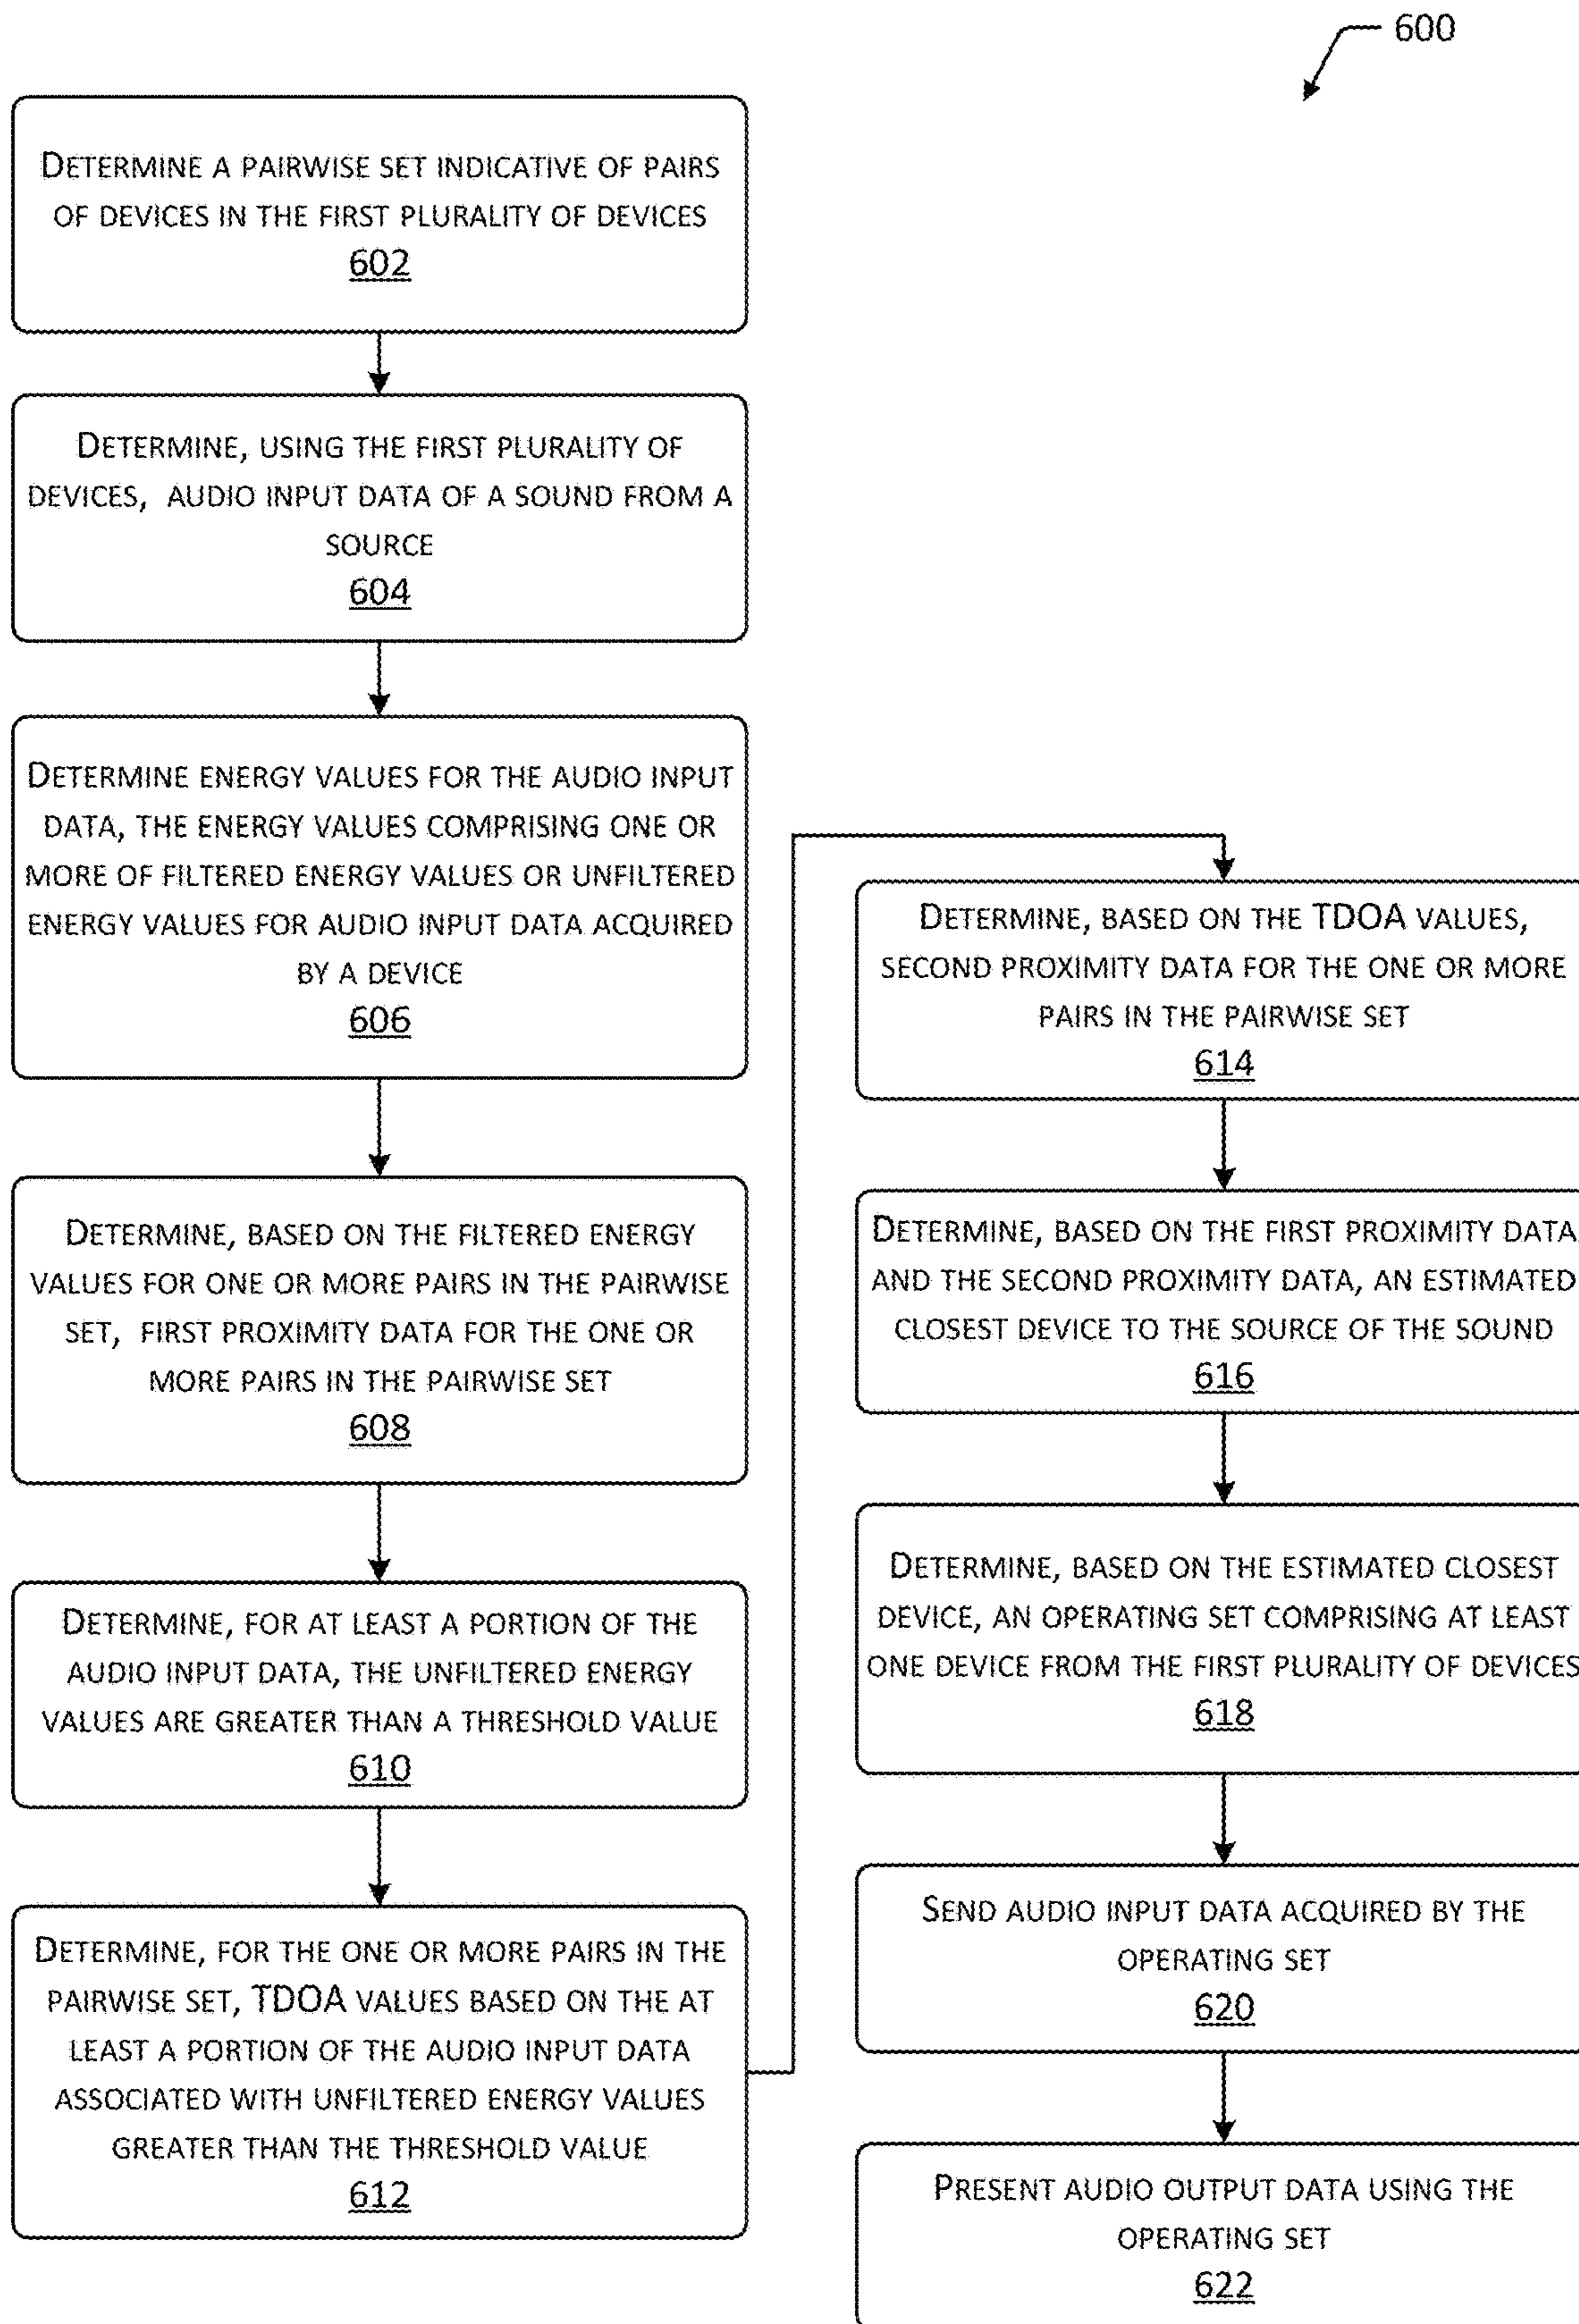 600
DETERMINE A PAIRWISE SET INDICATIVE OF PAIRS
OF DEVICES IN THE FIRST PLURALITY OF DEVICES
602
DETERMINE, USING THE FIRST PLURALITY OF
DEVICES, AUDIO INPUT DATA OF A SOUND FROM A
SOURCE
604
DETERMINE ENERGY VALUES FOR THE AUDIO INPUT
DATA, THE ENERGY VALUES COMPRISING ONE OR
MORE OF FILTERED ENERGY VALUES OR UNFILTERED
ENERGY VALUES FOR AUDIO INPUT DATA ACQUIRED
BY A DEVICE
606
DETERMINE, BASED ON THE FILTERED ENERGY
VALUES FOR ONE OR MORE PAIRS IN THE PAIRWISE
SET, FIRST PROXIMITY DATA FOR THE ONE OR
MORE PAIRS IN THE PAIRWISE SET
608
DETERMINE, FOR AT LEAST A PORTION OF THE
AUDIO INPUT DATA, THE UNFILTERED ENERGY
VALUES ARE GREATER THAN A THRESHOLD VALUE
610
DETERMINE, FOR THE ONE OR MORE PAIRS IN THE
PAIRWISE SET, TDOA VALUES BASED ON THE AT
LEAST A PORTION OF THE AUDIO INPUT DATA
ASSOCIATED WITH UNFILTERED ENERGY VALUES
GREATER THAN THE THRESHOLD VALUE
612
DETERMINE, BASED ON THE TDOA VALUES,
SECOND PROXIMITY DATA FOR THE ONE OR MORE
PAIRS IN THE PAIRWISE SET
614
DETERMINE, BASED ON THE FIRST PROXIMITY DATA
AND THE SECOND PROXIMITY DATA, AN ESTIMATED
CLOSEST DEVICE TO THE SOURCE OF THE SOUND
616
DETERMINE, BASED ON THE ESTIMATED CLOSEST
DEVICE, AN OPERATING SET COMPRISING AT LEAST
ONE DEVICE FROM THE FIRST PLURALITY OF DEVICES
618
SEND AUDIO INPUT DATA ACQUIRED BY THE
OPERATING SET
620
PRESENT AUDIO OUTPUT DATA USING THE
OPERATING SET
622